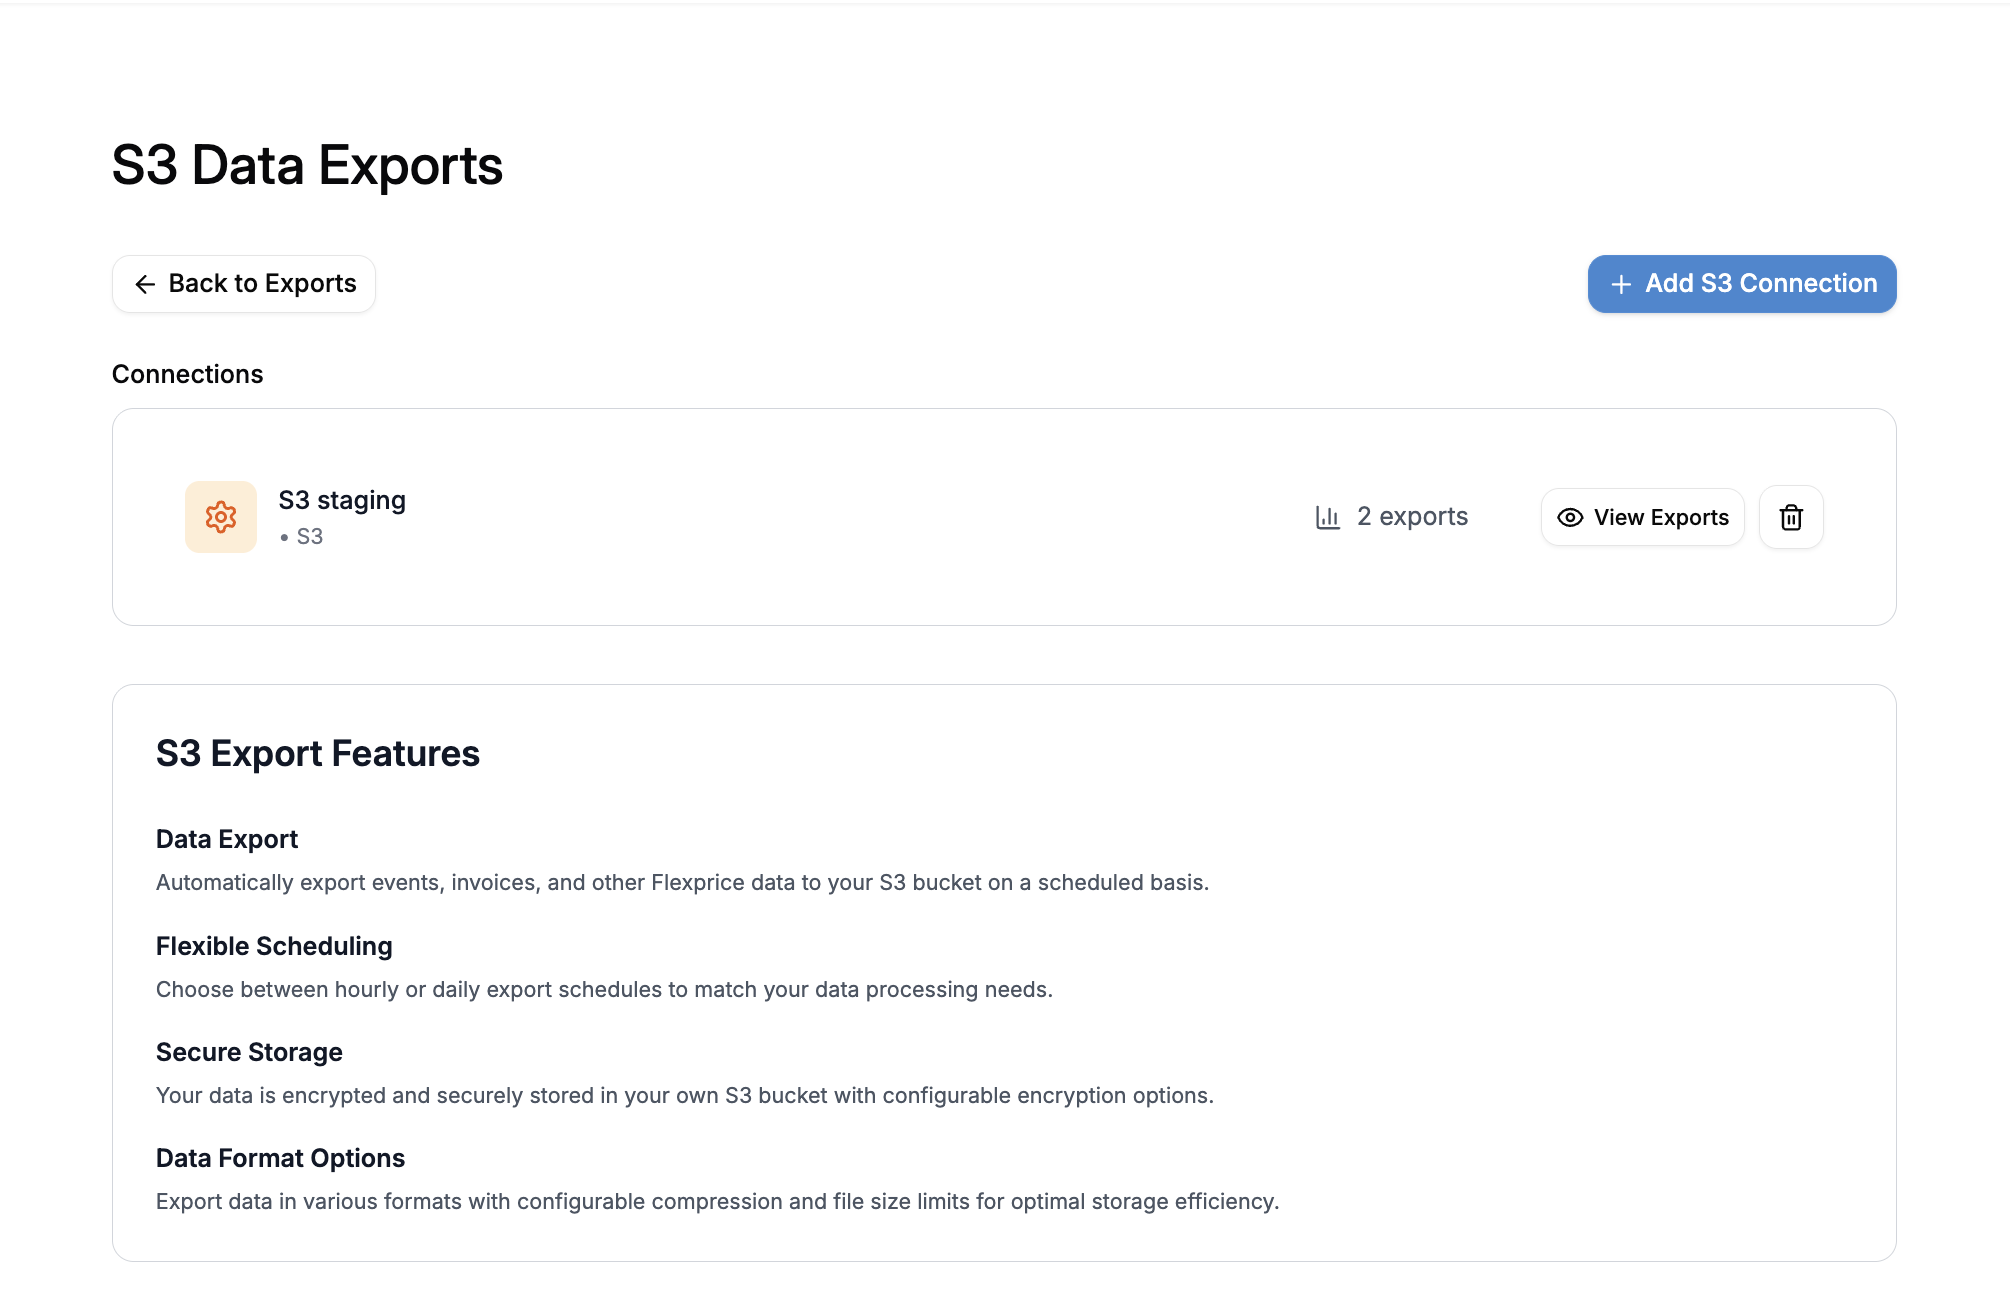 S3 Data Exports
Back to Exports
Add S3 Connection
Connections
S3 staging
• S3
2 exports
View Exports
S3 Export Features
Data Export
Automatically export events, invoices, and other Flexprice data to your S3 bucket on a scheduled basis.
Flexible Scheduling
Choose between hourly or daily export schedules to match your data processing needs.
Secure Storage
Your data is encrypted and securely stored in your own S3 bucket with configurable encryption options.
Data Format Options
Export data in various formats with configurable compression and file size limits for optimal storage efficiency.